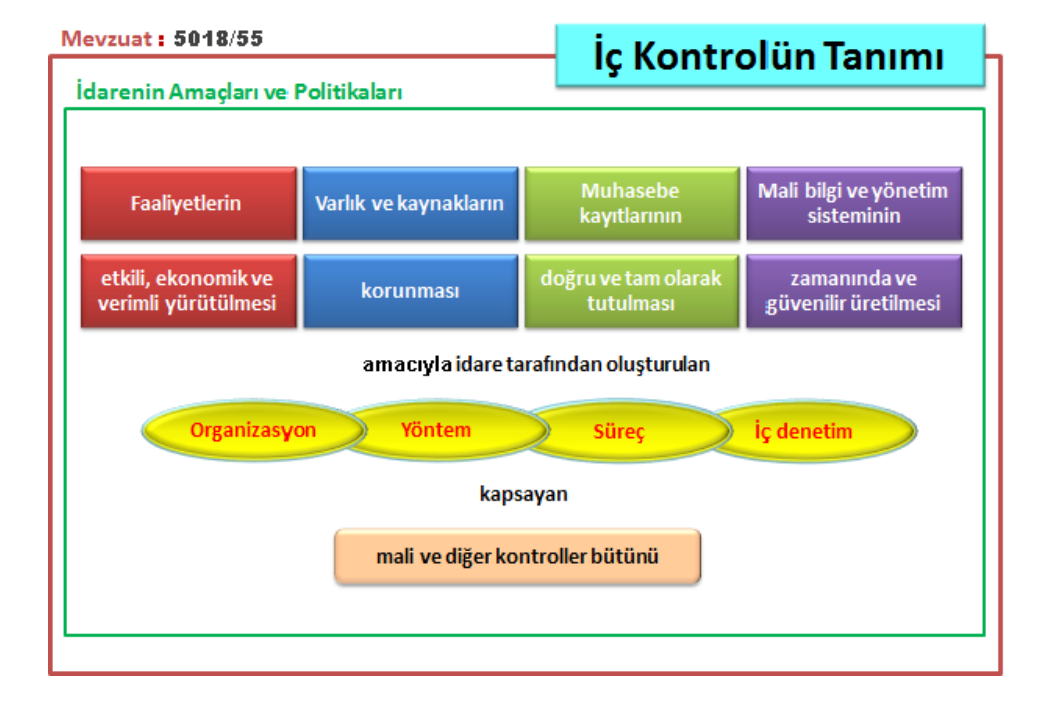 Mevzuat : 5018/55
İç Kontrolün Tanımı
İdarenin Amaçları ve Politikaları
Faaliyetlerin
Varlık ve kaynakların
Muhasebe
kayıtlarının
Mali bilgi ve yönetim
sisteminin
etkili, ekonomik ve
verimli yürütülmesi
korunması
doğru ve tam olarak
tutulması
zamanında ve
güvenilir üretilmesi
amacıyla idare tarafından oluşturulan
Organizasyon
Yöntem
Süreç
İç denetim
kapsayan
mali ve diğer kontroller bütünü